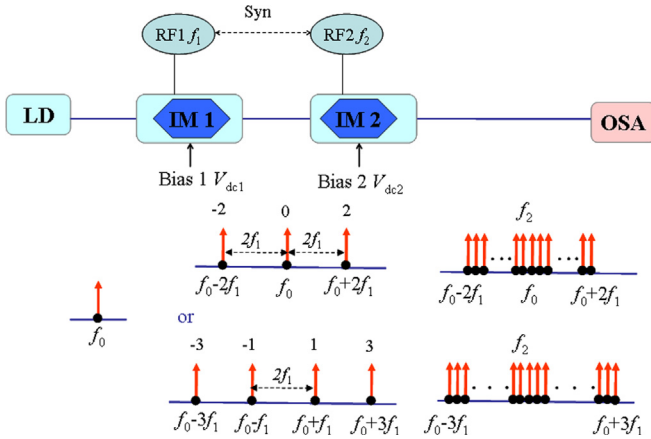 Syn
RF1 f₁
RF2 f₂
LD
IM 1
IM 2
OSA
Bias 1 V_dc1
Bias 2 V_dc2
-2 0 2
f₂
2f₁ 2f₁
... ...
f₀-2f₁ f₀ f₀+2f₁
f₀-2f₁ f₀ f₀+2f₁
f₀
or
-3 -1 1 3
f₂
2f₁
... ...
f₀-3f₁ f₀-f₁ f₀+f₁ f₀+3f₁
f₀-3f₁ f₀+3f₁